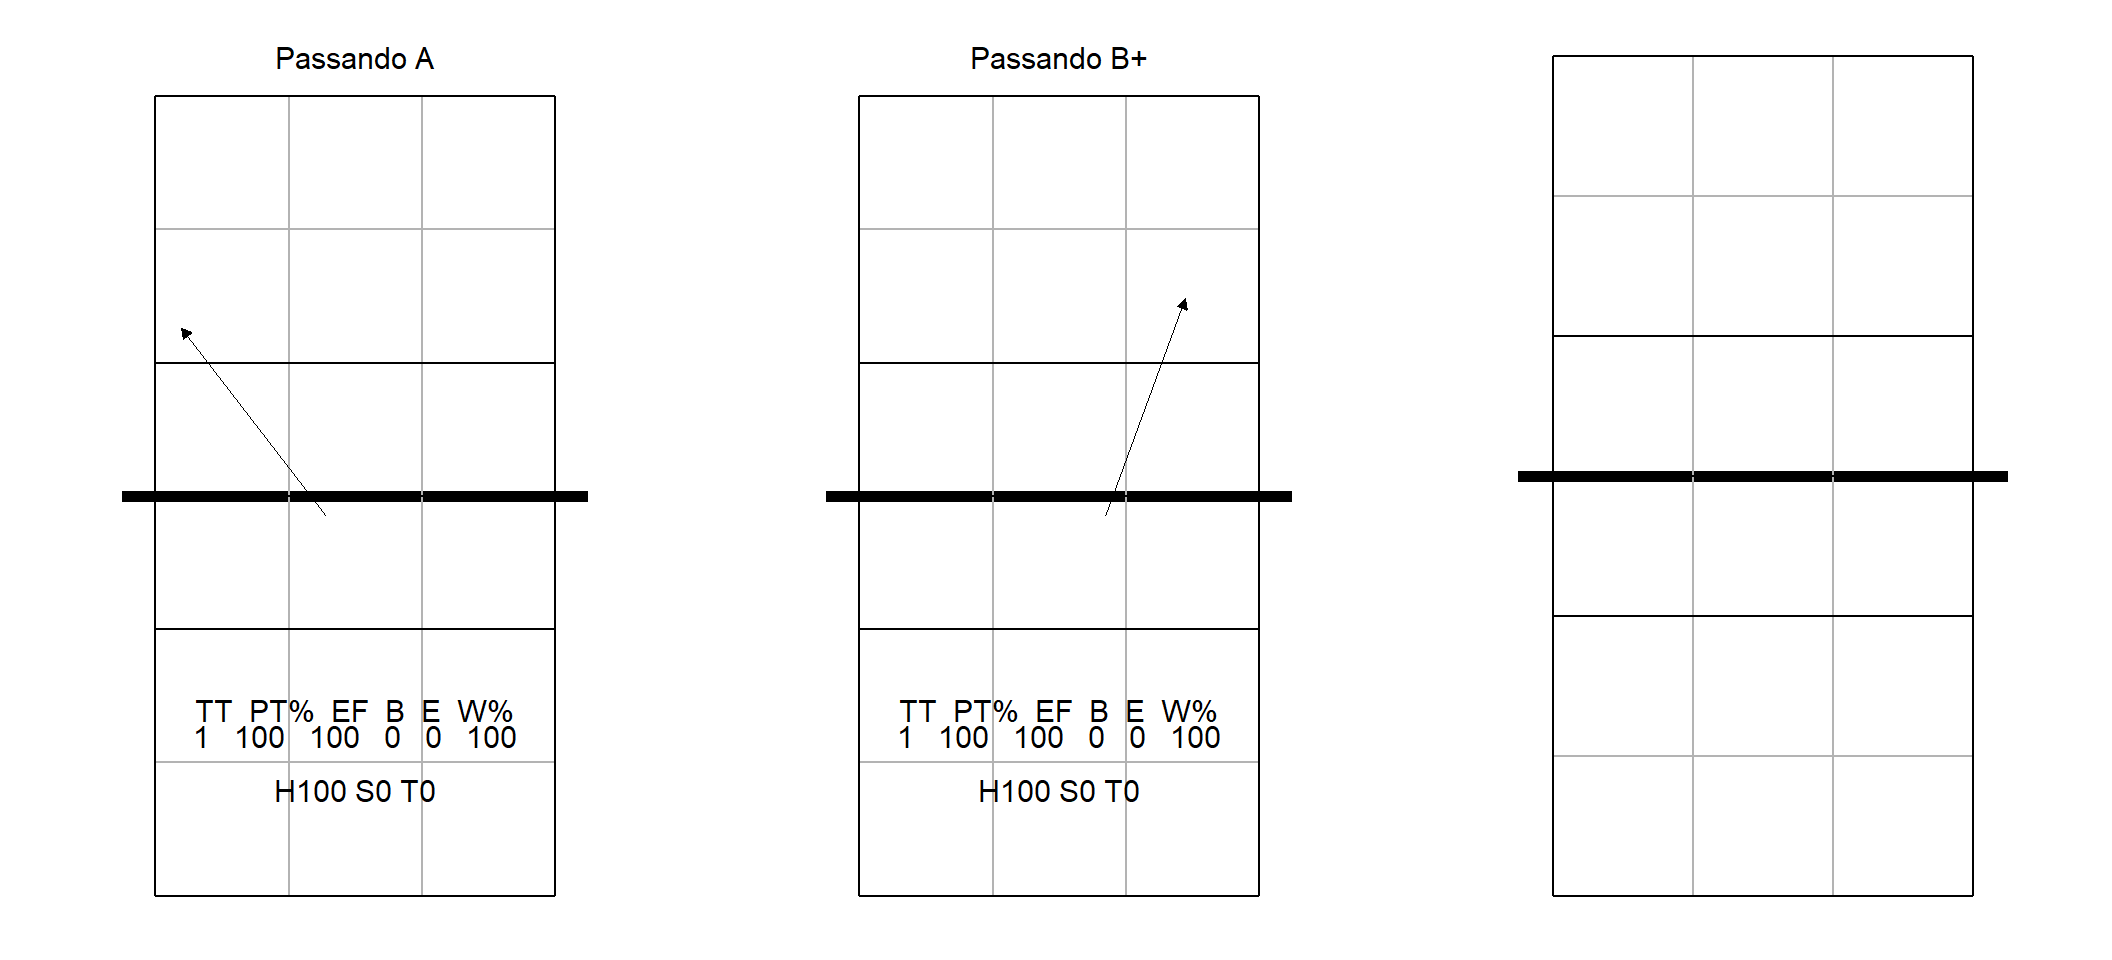 Passando A
TT PT% EF B E W%
1 100 100 0 0 100
H100 S0 T0
Passando B+
TT PT% EF B E W%
1 100 100 0 0 100
H100 S0 T0